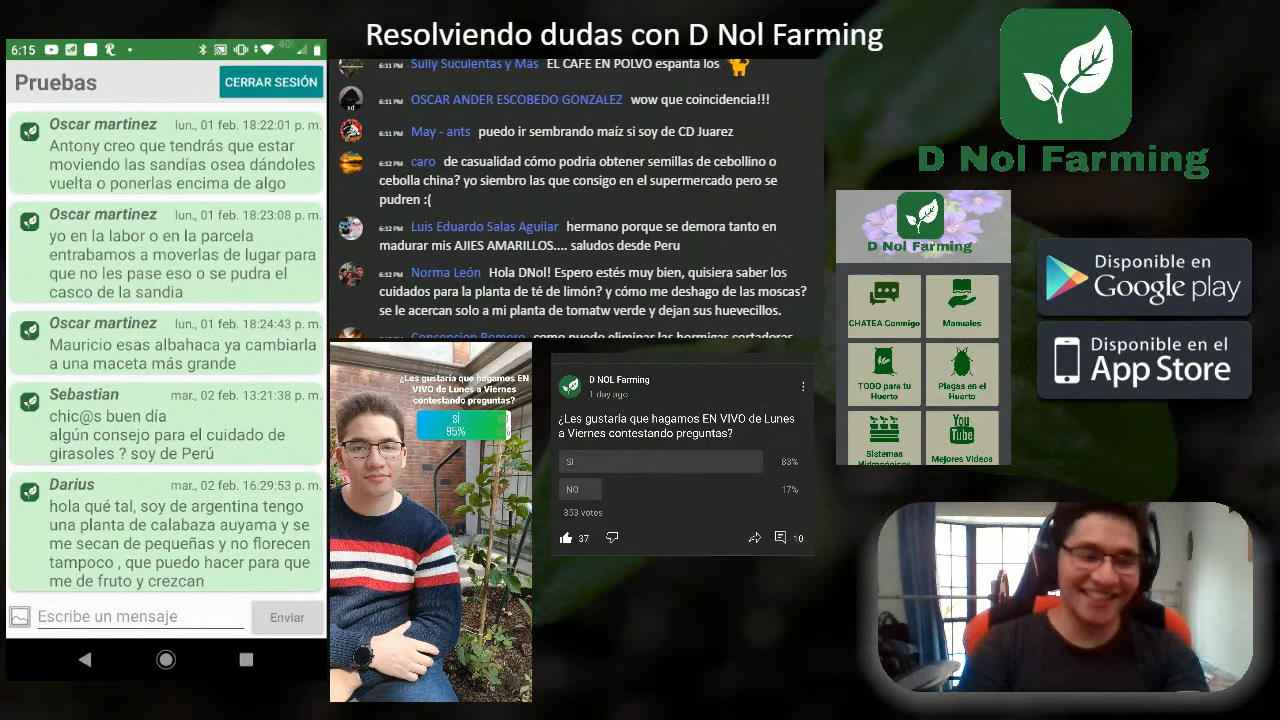 Resolviendo dudas con D Nol Farming
6:15
4G
Pruebas
CERRAR SESIÓN
Oscar martinez lun., 01 feb. 18:22:01 p. m.
Antony creo que tendrás que estar
moviendo las sandías osea dándoles
vuelta o ponerlas encima de algo
Oscar martinez lun., 01 feb. 18:23:08 p. m.
yo en la labor o en la parcela
entrabamos a moverlas de lugar para
que no les pase eso o se pudra el
casco de la sandia
Oscar martinez lun., 01 feb. 18:24:43 p. m.
Mauricio esas albahaca ya cambiarla
a una maceta más grande
Sebastian mar., 02 feb. 13:21:38 p. m.
chic@s buen día
algún consejo para el cuidado de
girasoles ? soy de Perú
Darius mar., 02 feb. 16:29:53 p. m.
hola qué tal, soy de argentina tengo
una planta de calabaza auyama y se
me secan de pequeñas y no florecen
tampoco , que puedo hacer para que
me de fruto y crezcan
Escribe un mensaje
Enviar
6:11 PM Sully Suculentas y Más EL CAFE EN POLVO espanta los
xd
6:11 PM OSCAR ANDER ESCOBEDO GONZALEZ wow que coincidencia!!!
6:11 PM May - ants puedo ir sembrando maíz si soy de CD Juarez
6:12 PM caro de casualidad cómo podria obtener semillas de cebollino o
cebolla china? yo siembro las que consigo en el supermercado pero se
pudren :(
6:12 PM Luis Eduardo Salas Aguilar hermano porque se demora tanto en
madurar mis AJIES AMARILLOS.... saludos desde Peru
6:12 PM Norma León Hola DNol! Espero estés muy bien, quisiera saber los
cuidados para la planta de té de limón? y cómo me deshago de las moscas?
se le acercan solo a mi planta de tomatw verde y dejan sus huevecillos.
Concepcion Romero como puedo eliminar las hormigas cortadoras
¿Les gustaría que hagamos EN
VIVO de Lunes a Viernes
contestando preguntas?
SÍ
95%
D NOL Farming
1 day ago
¿Les gustaría que hagamos EN VIVO de Lunes
a Viernes contestando preguntas?
SI 83%
NO 17%
353 votes
37
10
D Nol Farming
D Nol Farming
CHATEA Conmigo
Manuales
TODO para tu
Huerto
Plagas en el
Huerto
Sistemas
Hidropónicos
You
Tube
Mejores Videos
Disponible en
Google play
Disponible en el
App Store